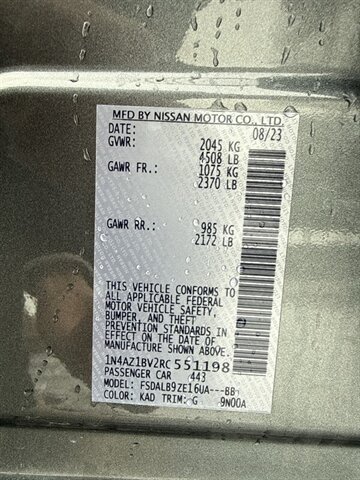 MFD BY NISSAN MOTOR CO., LTD
DATE: 08/23
GVWR: 2045 KG
4508 LB
GAWR FR.: 1075 KG
2370 LB
GAWR RR.: 985 KG
2172 LB
THIS VEHICLE CONFORMS TO
ALL APPLICABLE FEDERAL
MOTOR VEHICLE SAFETY,
BUMPER, AND THEFT
PREVENTION STANDARDS IN
EFFECT ON THE DATE OF
MANUFACTURE SHOWN ABOVE.
1N4AZ1BV2RC551198
PASSENGER CAR 443
MODEL: FSDALB9ZE16UA---BB
COLOR: KAD TRIM: G 9N00A